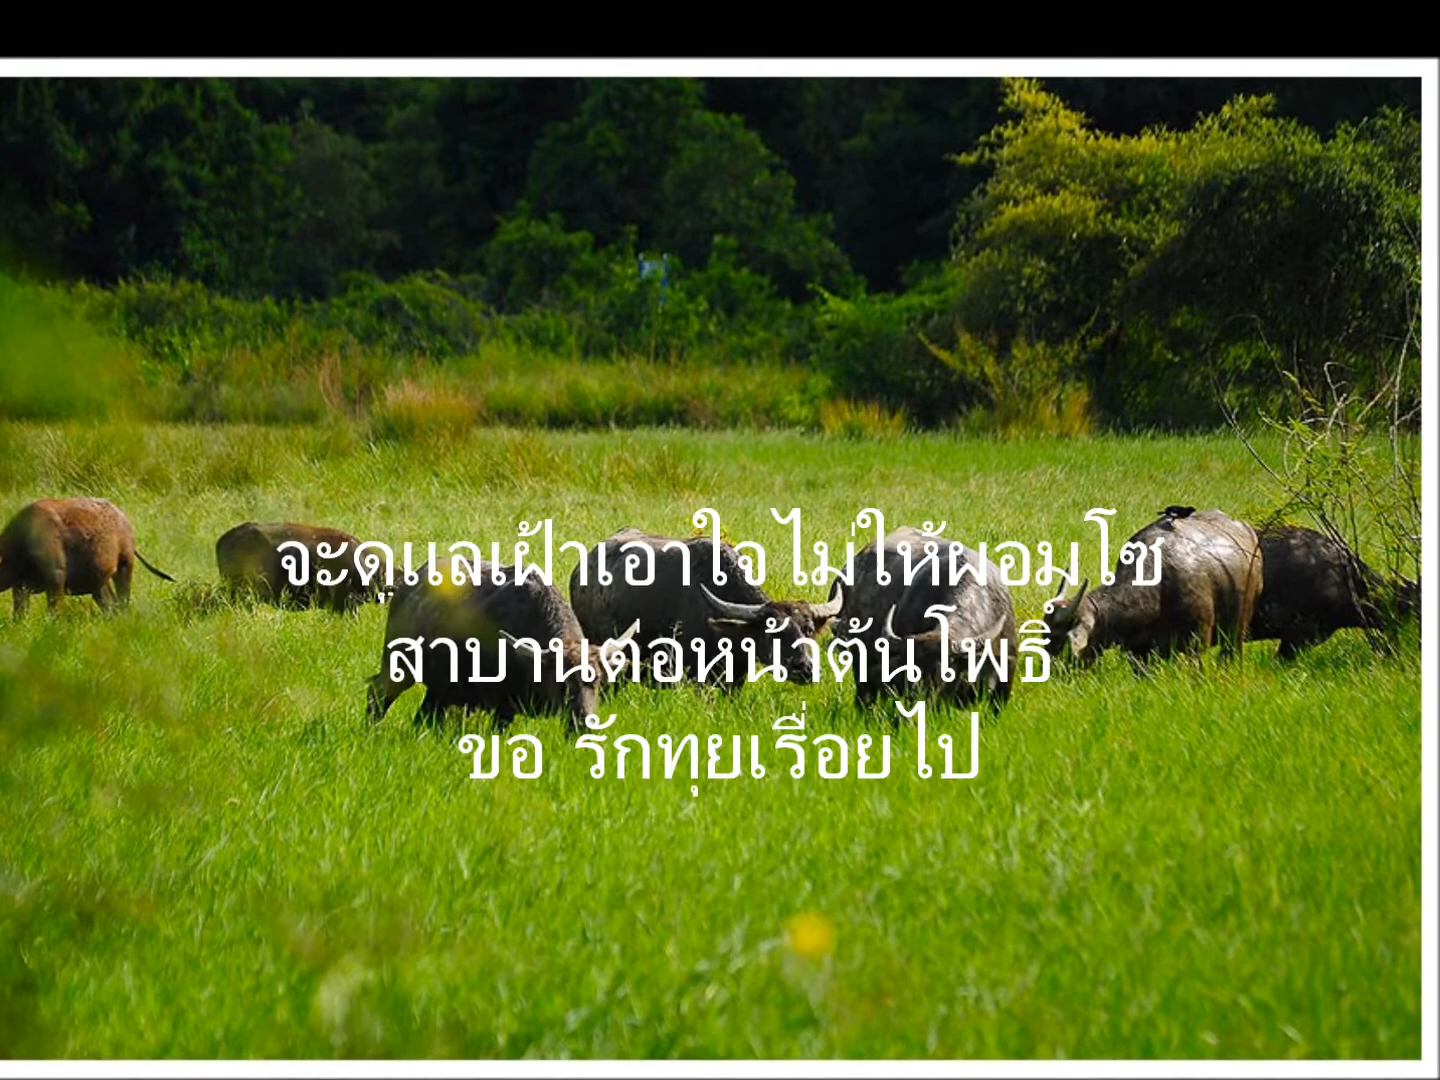 จะดูแลเฝ้าเอาใจไม่ให้ผอมโซ
สาบานต่อหน้าต้นโพธิ์
ขอ รักทุยเรื่อยไป